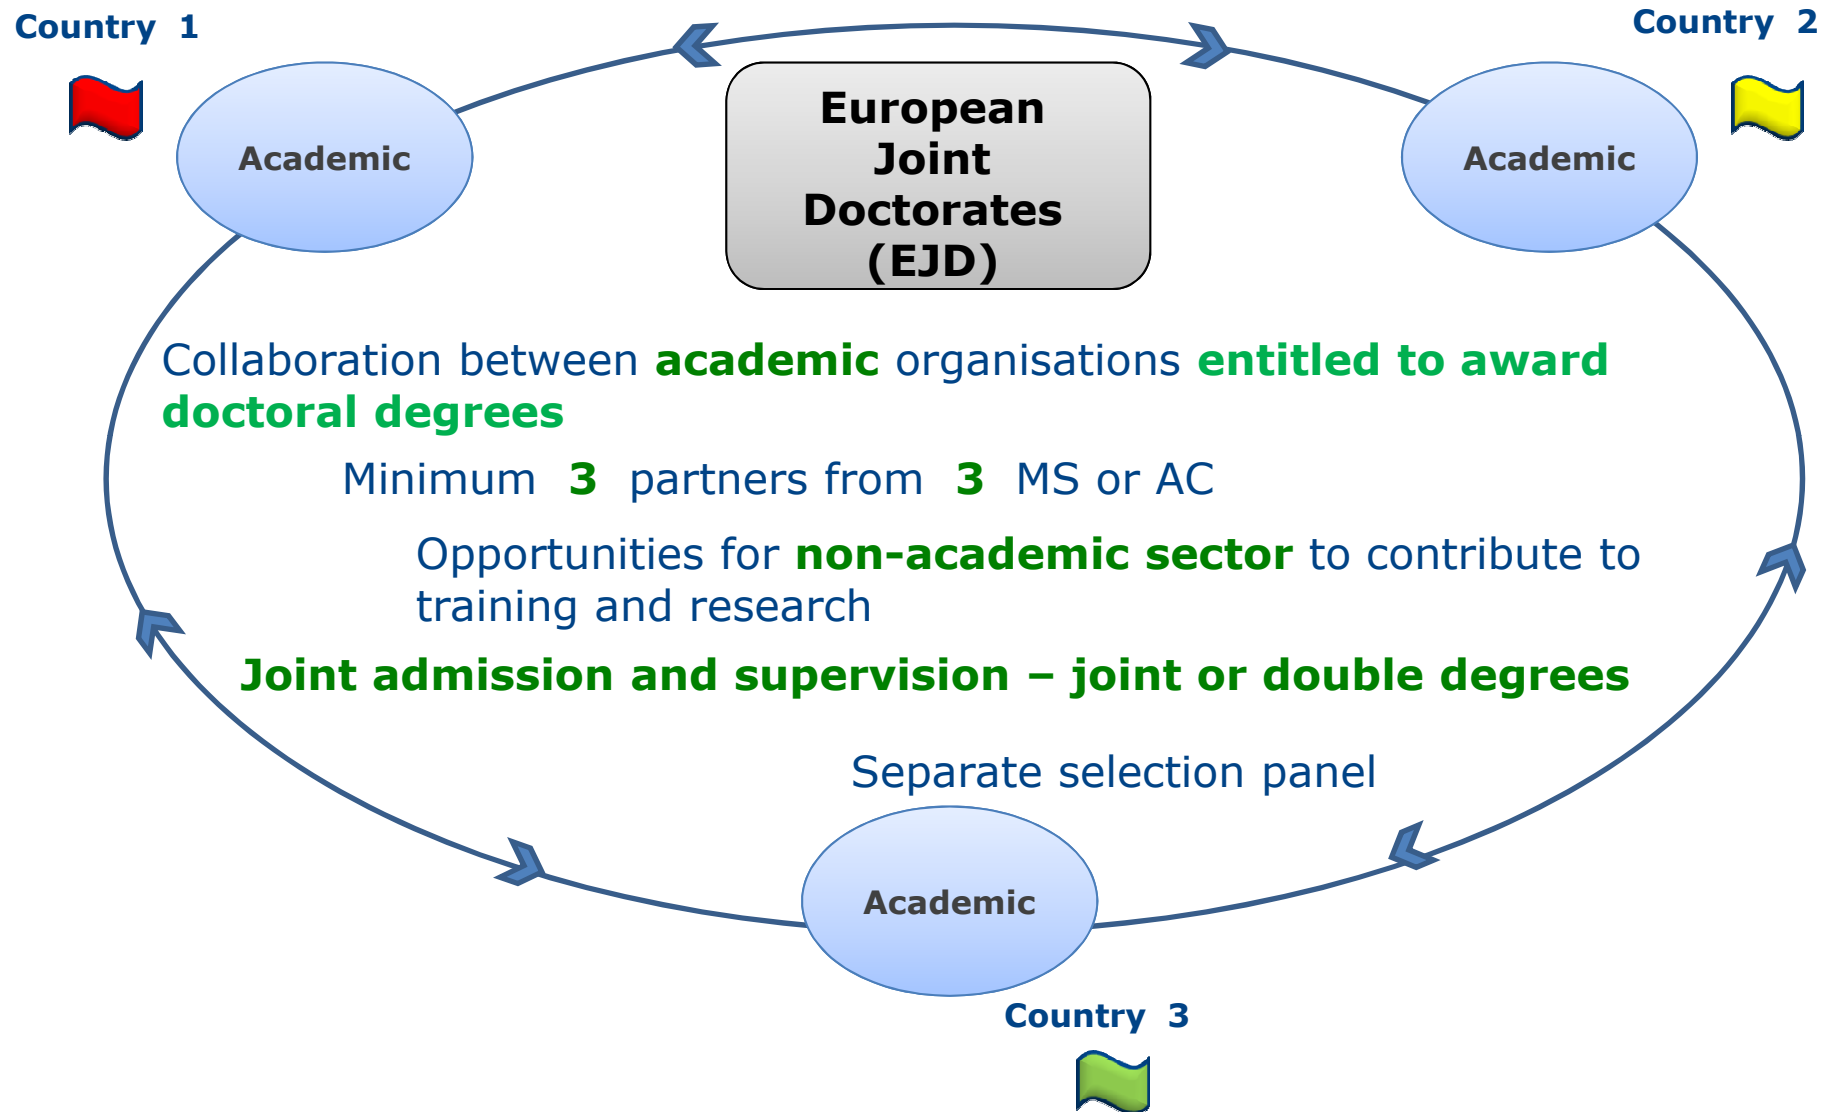 Country 1
Country 2
Academic
European
Joint
Doctorates
(EJD)
Academic
Collaboration between academic organisations entitled to award
doctoral degrees
Minimum 3 partners from 3 MS or AC
Opportunities for non-academic sector to contribute to
training and research
Joint admission and supervision – joint or double degrees
Separate selection panel
Academic
Country 3